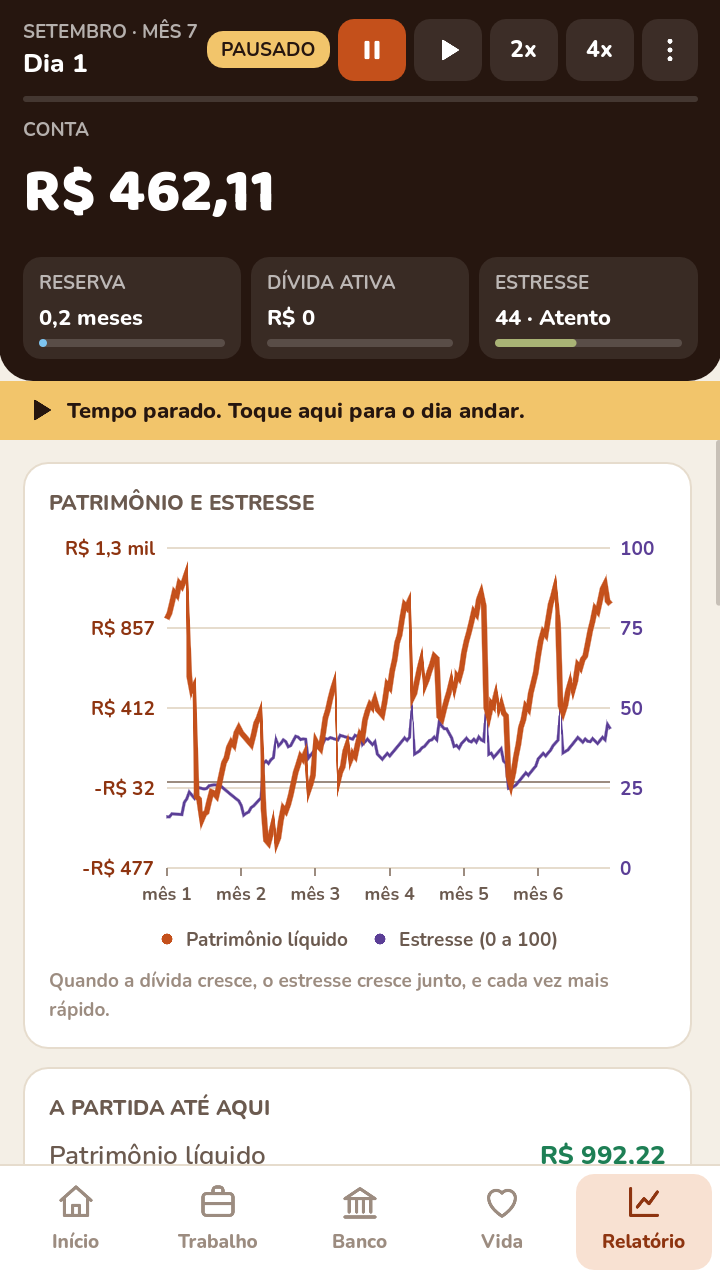 SETEMBRO · MÊS 7
Dia 1
PAUSADO
2x
4x
CONTA
R$ 462,11
RESERVA
0,2 meses
DÍVIDA ATIVA
R$ 0
ESTRESSE
44 · Atento
Tempo parado. Toque aqui para o dia andar.
PATRIMÔNIO E ESTRESSE
R$ 1,3 mil
100
R$ 857
75
R$ 412
50
-R$ 32
25
-R$ 477
0
mês 1
mês 2
mês 3
mês 4
mês 5
mês 6
Patrimônio líquido
Estresse (0 a 100)
Quando a dívida cresce, o estresse cresce junto, e cada vez mais
rápido.
A PARTIDA ATÉ AQUI
Patrimônio líquido
R$ 992,22
Início
Trabalho
Banco
Vida
Relatório